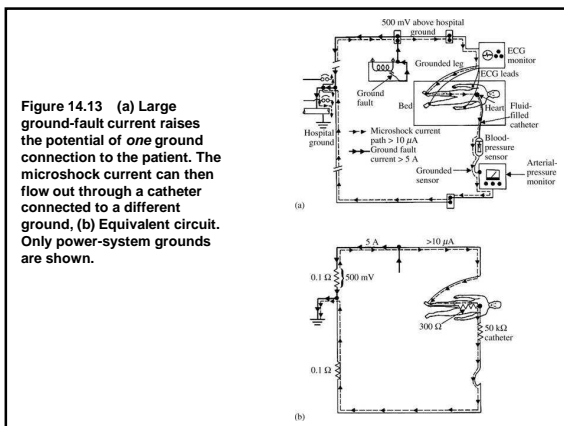 Figure 14.13 (a) Large
ground-fault current raises
the potential of one ground
connection to the patient. The
microshock current can then
flow out through a catheter
connected to a different
ground, (b) Equivalent circuit.
Only power-system grounds
are shown.
500 mV above hospital
ground
ECG
monitor
Grounded leg
ECG leads
Ground
fault
Bed
Heart
Fluid-
filled
catheter
Hospital
ground
Microshock current
path > 10 μA
Ground fault
current > 5 A
Blood-
pressure
sensor
Grounded
sensor
Arterial-
pressure
monitor
(a)
5 A
>10 μA
0.1 Ω
500 mV
300 Ω
50 kΩ
catheter
0.1 Ω
(b)